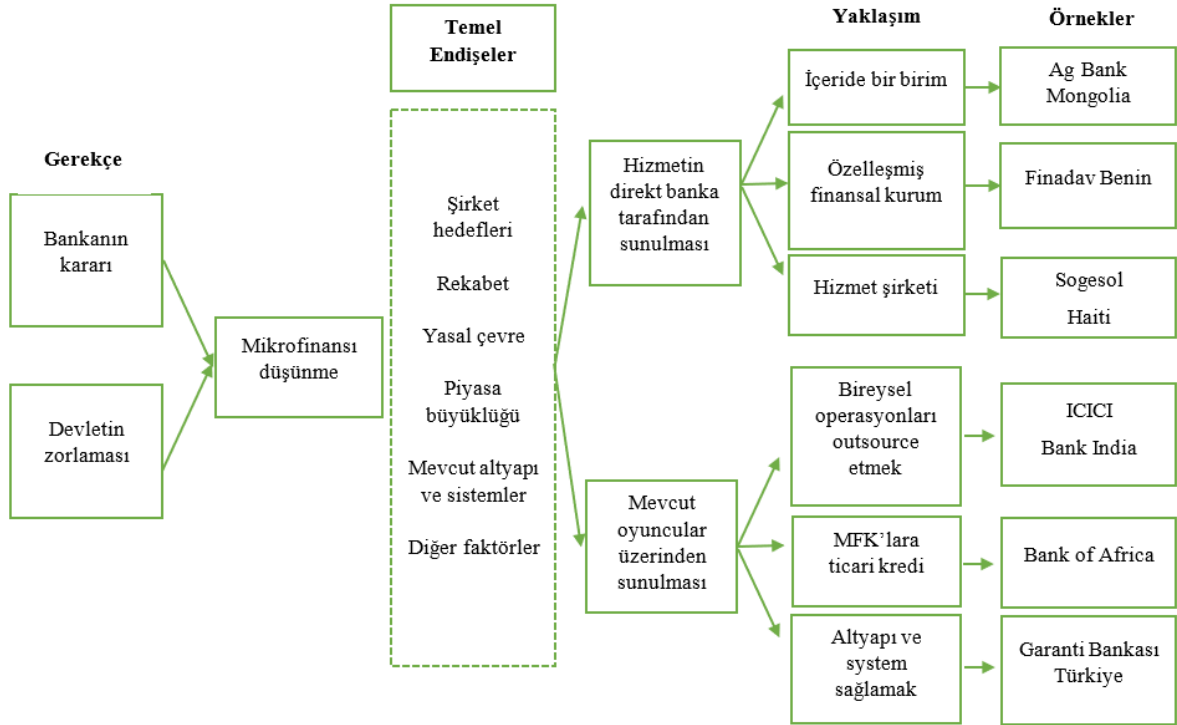 Gerekçe
Bankanın
kararı
Devletin
zorlaması
Mikrofinansı
düşünme
Temel
Endişeler
Şirket
hedefleri
Rekabet
Yasal çevre
Piyasa
büyüklüğü
Mevcut altyapı
ve sistemler
Diğer faktörler
Hizmetin
direkt banka
tarafından
sunulması
Mevcut
oyuncular
üzerinden
sunulması
Yaklaşım
İçeride bir birim
Özelleşmiş
finansal kurum
Hizmet şirketi
Bireysel
operasyonları
outsource
etmek
MFK’lara
ticari kredi
Altyapı ve
system
sağlamak
Örnekler
Ag Bank
Mongolia
Finadav Benin
Sogesol
Haiti
ICICI
Bank India
Bank of Africa
Garanti Bankası
Türkiye